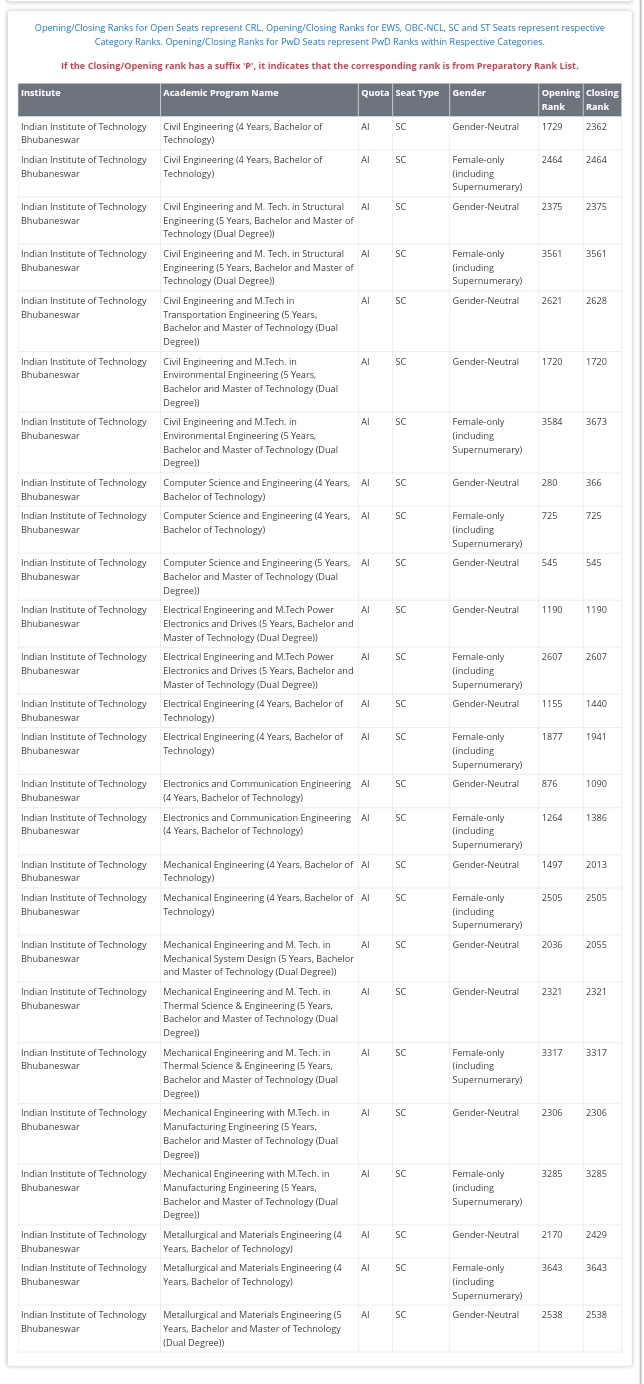 Opening/Closing Ranks for Open Seats represent CRL. Opening/Closing Ranks for EWS, OBC-NCL, SC and ST Seats represent respective
Category Ranks. Opening/Closing Ranks for PwD Seats represent PwD Ranks within Respective Categories.
If the Closing/Opening rank has a suffix 'P', it indicates that the corresponding rank is from Preparatory Rank List.
Institute Academic Program Name Quota Seat Type Gender Opening Closing
Rank Rank
Indian Institute of Technology Civil Engineering (4 Years, Bachelor of AI SC Gender-Neutral 1729 2362
Bhubaneswar Technology)
Indian Institute of Technology Civil Engineering (4 Years, Bachelor of AI SC Female-only 2464 2464
Bhubaneswar Technology) (including
Supernumerary)
Indian Institute of Technology Civil Engineering and M. Tech. in Structural AI SC Gender-Neutral 2375 2375
Bhubaneswar Engineering (5 Years, Bachelor and Master of
Technology (Dual Degree))
Indian Institute of Technology Civil Engineering and M. Tech. in Structural AI SC Female-only 3561 3561
Bhubaneswar Engineering (5 Years, Bachelor and Master of (including
Technology (Dual Degree)) Supernumerary)
Indian Institute of Technology Civil Engineering and M.Tech in AI SC Gender-Neutral 2621 2628
Bhubaneswar Transportation Engineering (5 Years,
Bachelor and Master of Technology (Dual
Degree))
Indian Institute of Technology Civil Engineering and M.Tech. in AI SC Gender-Neutral 1720 1720
Bhubaneswar Environmental Engineering (5 Years,
Bachelor and Master of Technology (Dual
Degree))
Indian Institute of Technology Civil Engineering and M.Tech. in AI SC Female-only 3584 3673
Bhubaneswar Environmental Engineering (5 Years, (including
Bachelor and Master of Technology (Dual Supernumerary)
Degree))
Indian Institute of Technology Computer Science and Engineering (4 Years, AI SC Gender-Neutral 280 366
Bhubaneswar Bachelor of Technology)
Indian Institute of Technology Computer Science and Engineering (4 Years, AI SC Female-only 725 725
Bhubaneswar Bachelor of Technology) (including
Supernumerary)
Indian Institute of Technology Computer Science and Engineering (5 Years, AI SC Gender-Neutral 545 545
Bhubaneswar Bachelor and Master of Technology (Dual
Degree))
Indian Institute of Technology Electrical Engineering and M.Tech Power AI SC Gender-Neutral 1190 1190
Bhubaneswar Electronics and Drives (5 Years, Bachelor and
Master of Technology (Dual Degree))
Indian Institute of Technology Electrical Engineering and M.Tech Power AI SC Female-only 2607 2607
Bhubaneswar Electronics and Drives (5 Years, Bachelor and (including
Master of Technology (Dual Degree)) Supernumerary)
Indian Institute of Technology Electrical Engineering (4 Years, Bachelor of AI SC Gender-Neutral 1155 1440
Bhubaneswar Technology)
Indian Institute of Technology Electrical Engineering (4 Years, Bachelor of AI SC Female-only 1877 1941
Bhubaneswar Technology) (including
Supernumerary)
Indian Institute of Technology Electronics and Communication Engineering AI SC Gender-Neutral 876 1090
Bhubaneswar (4 Years, Bachelor of Technology)
Indian Institute of Technology Electronics and Communication Engineering AI SC Female-only 1264 1386
Bhubaneswar (4 Years, Bachelor of Technology) (including
Supernumerary)
Indian Institute of Technology Mechanical Engineering (4 Years, Bachelor of AI SC Gender-Neutral 1497 2013
Bhubaneswar Technology)
Indian Institute of Technology Mechanical Engineering (4 Years, Bachelor of AI SC Female-only 2505 2505
Bhubaneswar Technology) (including
Supernumerary)
Indian Institute of Technology Mechanical Engineering and M. Tech. in AI SC Gender-Neutral 2036 2055
Bhubaneswar Mechanical System Design (5 Years, Bachelor
and Master of Technology (Dual Degree))
Indian Institute of Technology Mechanical Engineering and M. Tech. in AI SC Gender-Neutral 2321 2321
Bhubaneswar Thermal Science & Engineering (5 Years,
Bachelor and Master of Technology (Dual
Degree))
Indian Institute of Technology Mechanical Engineering and M. Tech. in AI SC Female-only 3317 3317
Bhubaneswar Thermal Science & Engineering (5 Years, (including
Bachelor and Master of Technology (Dual Supernumerary)
Degree))
Indian Institute of Technology Mechanical Engineering with M.Tech. in AI SC Gender-Neutral 2306 2306
Bhubaneswar Manufacturing Engineering (5 Years,
Bachelor and Master of Technology (Dual
Degree))
Indian Institute of Technology Mechanical Engineering with M.Tech. in AI SC Female-only 3285 3285
Bhubaneswar Manufacturing Engineering (5 Years, (including
Bachelor and Master of Technology (Dual Supernumerary)
Degree))
Indian Institute of Technology Metallurgical and Materials Engineering (4 AI SC Gender-Neutral 2170 2429
Bhubaneswar Years, Bachelor of Technology)
Indian Institute of Technology Metallurgical and Materials Engineering (4 AI SC Female-only 3643 3643
Bhubaneswar Years, Bachelor of Technology) (including
Supernumerary)
Indian Institute of Technology Metallurgical and Materials Engineering (5 AI SC Gender-Neutral 2538 2538
Bhubaneswar Years, Bachelor and Master of Technology
(Dual Degree))